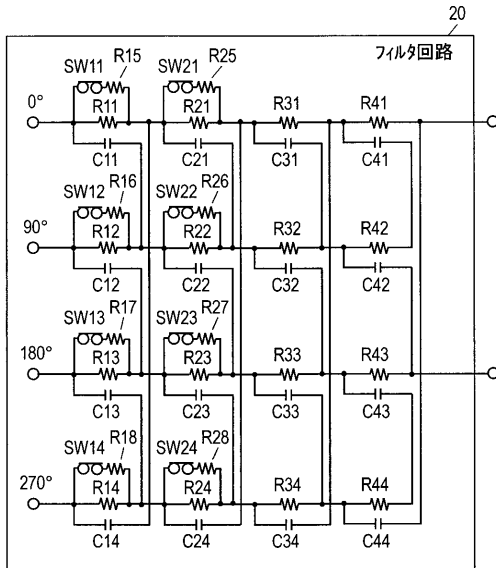 20
フィルタ回路
R15 R25
SW11 SW21
0° R11 R21 R31 R41
C11 C21 C31 C41
R16 R26
SW12 SW22
90° R12 R22 R32 R42
C12 C22 C32 C42
R17 R27
SW13 SW23
180° R13 R23 R33 R43
C13 C23 C33 C43
R18 R28
SW14 SW24
270° R14 R24 R34 R44
C14 C24 C34 C44